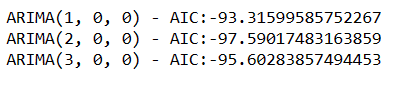 ARIMA(1, 0, 0) - AIC:-93.31599585752267
ARIMA(2, 0, 0) - AIC:-97.59017483163859
ARIMA(3, 0, 0) - AIC:-95.60283857494453